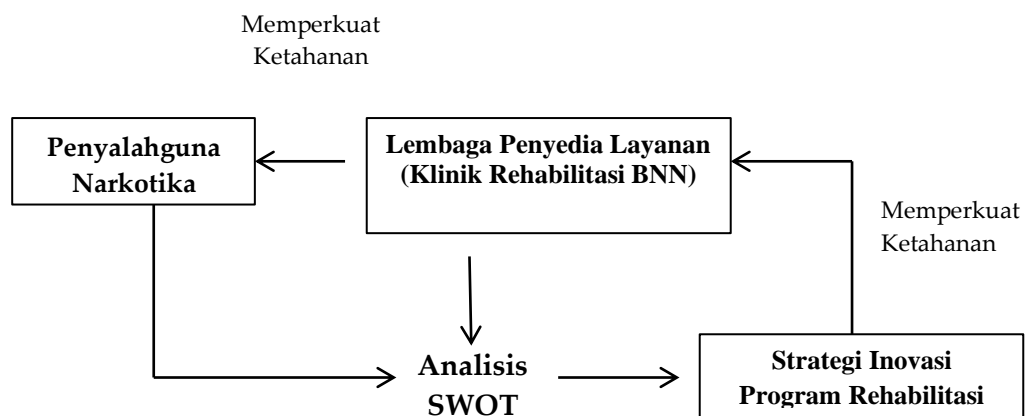 Memperkuat
Ketahanan
Penyalahguna
Narkotika
Lembaga Penyedia Layanan
(Klinik Rehabilitasi BNN)
Memperkuat
Ketahanan
Analisis
SWOT
Strategi Inovasi
Program Rehabilitasi